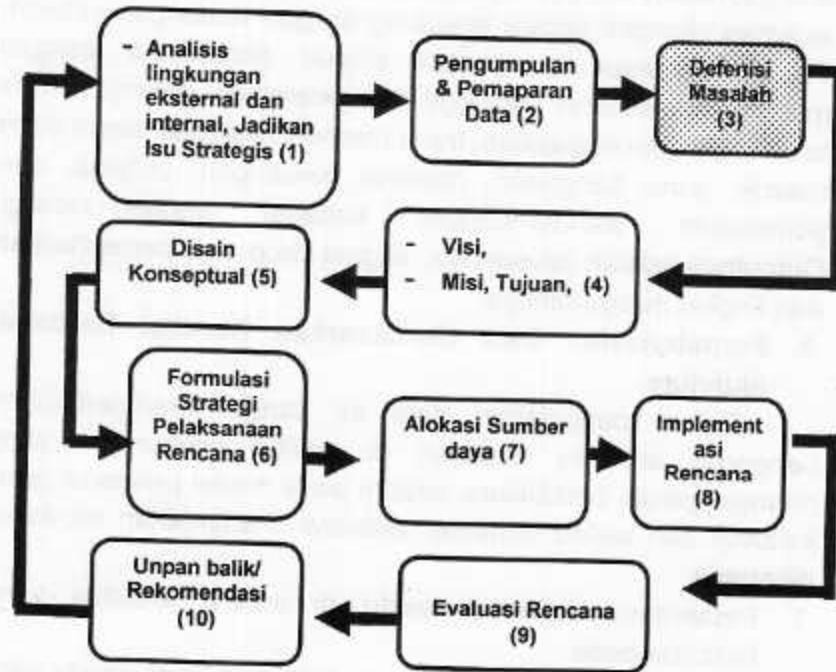 - Analisis
lingkungan
eksternal dan
internal, Jadikan
Isu Strategis (1)
Pengumpulan
& Pemaparan
Data (2)
Defenisi
Masalah
(3)
- Visi,
- Misi, Tujuan, (4)
Disain
Konseptual (5)
Formulasi
Strategi
Pelaksanaan
Rencana (6)
Alokasi Sumber
daya (7)
Implement
asi
Rencana
(8)
Evaluasi Rencana
(9)
Unpan balik/
Rekomendasi
(10)